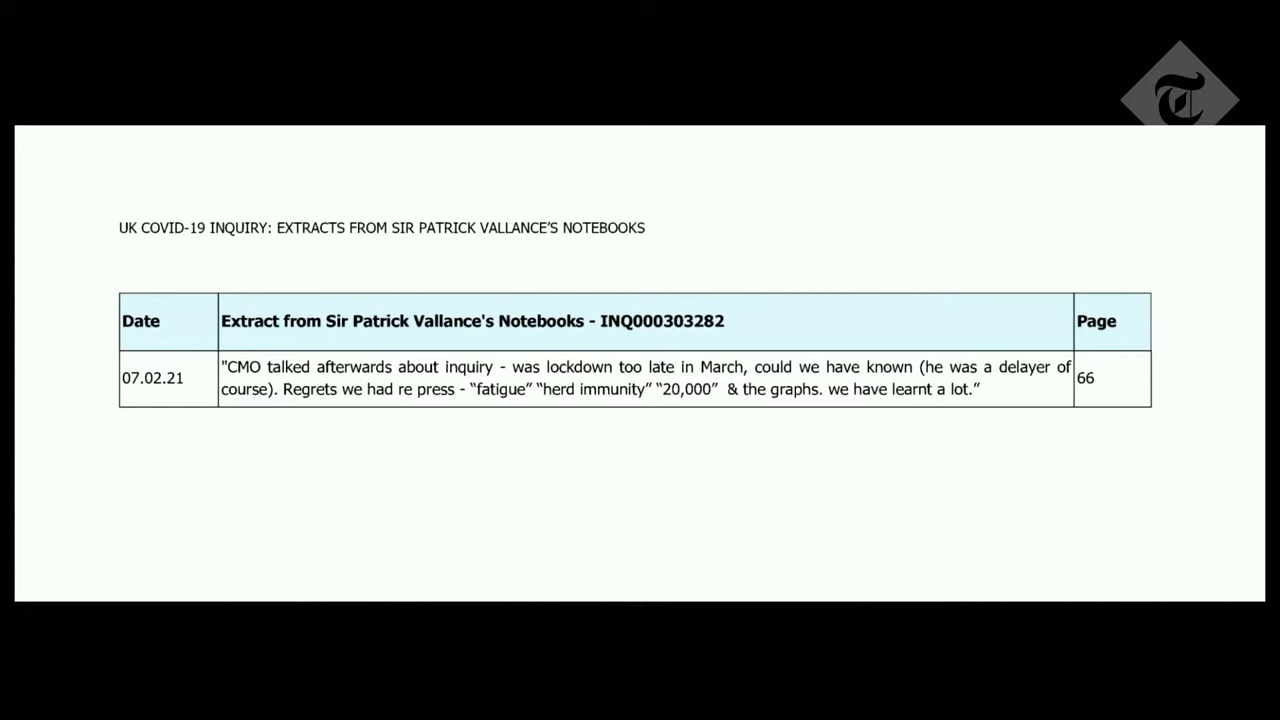 UK COVID-19 INQUIRY: EXTRACTS FROM SIR PATRICK VALLANCE’S NOTEBOOKS
Date
Extract from Sir Patrick Vallance's Notebooks - INQ000303282
Page
07.02.21
"CMO talked afterwards about inquiry - was lockdown too late in March, could we have known (he was a delayer of
course). Regrets we had re press - “fatigue” “herd immunity” “20,000”  & the graphs. we have learnt a lot.”
66